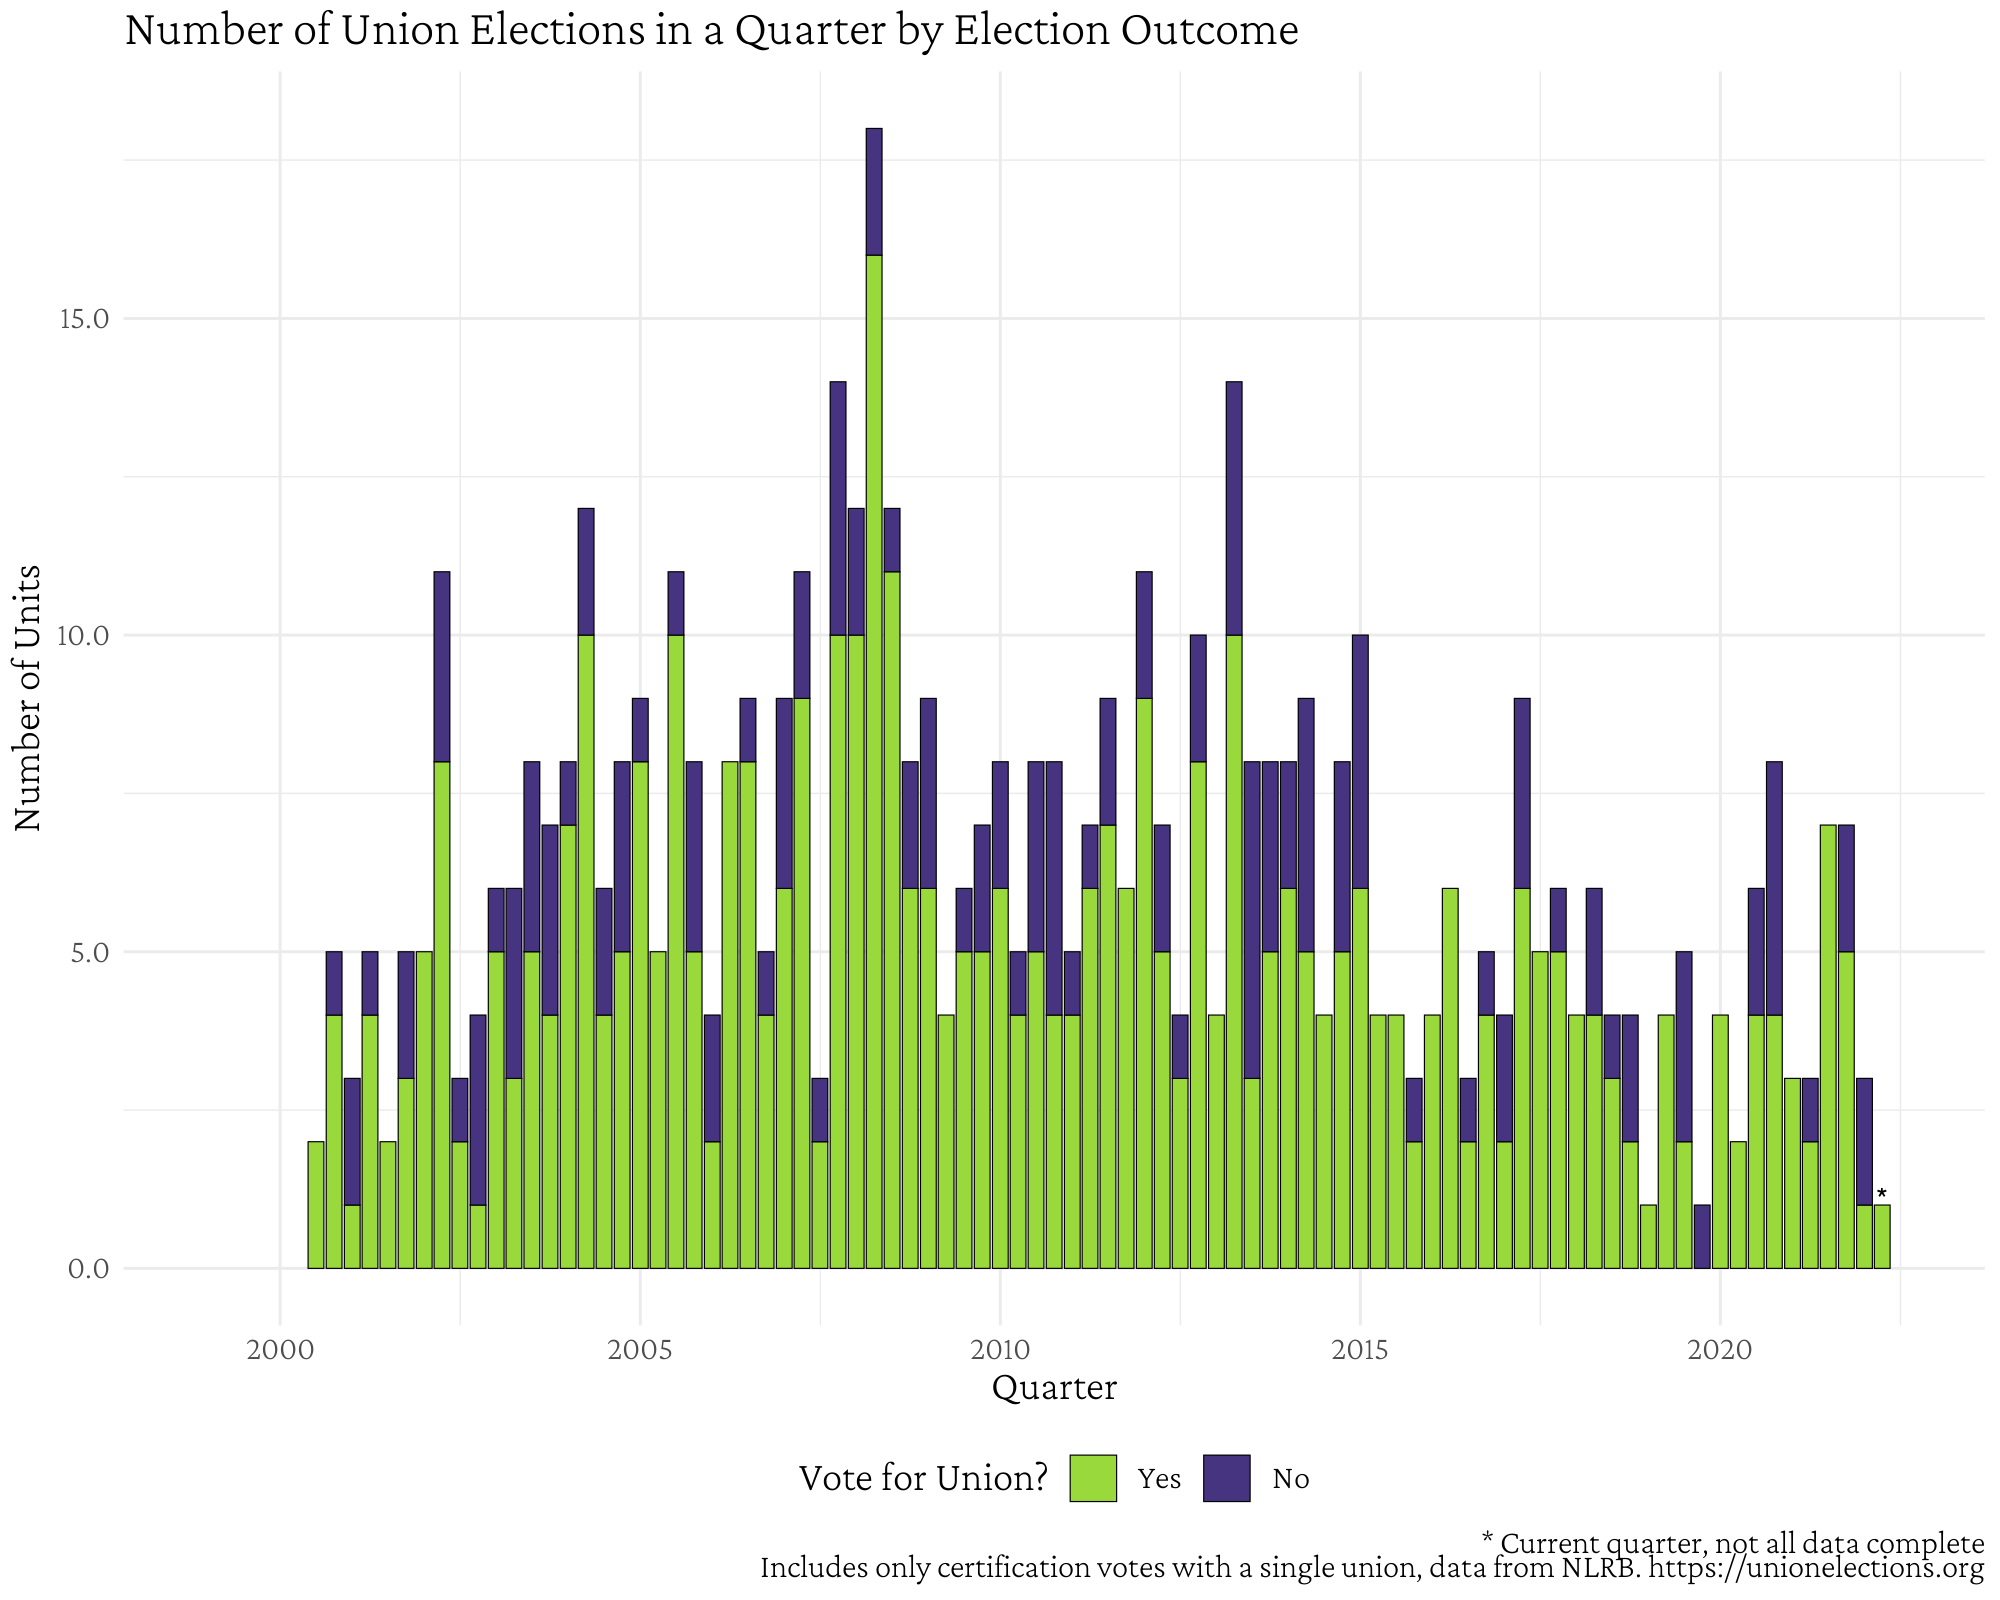 Number of Union Elections in a Quarter by Election Outcome
Number of Units
15.0
10.0
5.0
0.0
*
2000 2005 2010 2015 2020
Quarter
Vote for Union? Yes No
* Current quarter, not all data complete
Includes only certification votes with a single union, data from NLRB. https://unionelections.org